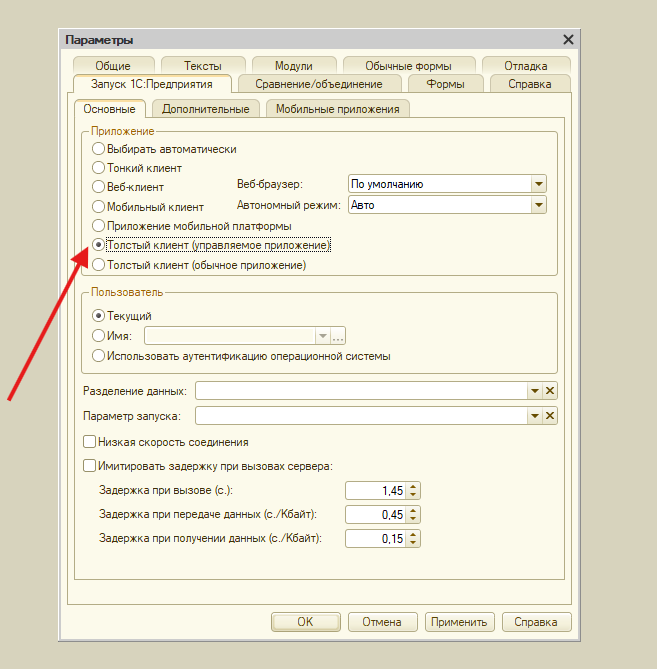 Параметры
Общие Тексты Модули Обычные формы Отладка
Запуск 1С:Предприятия Сравнение/объединение Формы Справка
Основные Дополнительные Мобильные приложения
Приложение
Выбирать автоматически
Тонкий клиент
Веб-клиент Веб-браузер: По умолчанию
Мобильный клиент Автономный режим: Авто
Приложение мобильной платформы
Толстый клиент (управляемое приложение)
Толстый клиент (обычное приложение)
Пользователь
Текущий
Имя: ...
Использовать аутентификацию операционной системы
Разделение данных:
Параметр запуска:
Низкая скорость соединения
Имитировать задержку при вызовах сервера:
Задержка при вызове (с.): 1,45
Задержка при передаче данных (с./Кбайт): 0,45
Задержка при получении данных (с./Кбайт): 0,15
OK Отмена Применить Справка